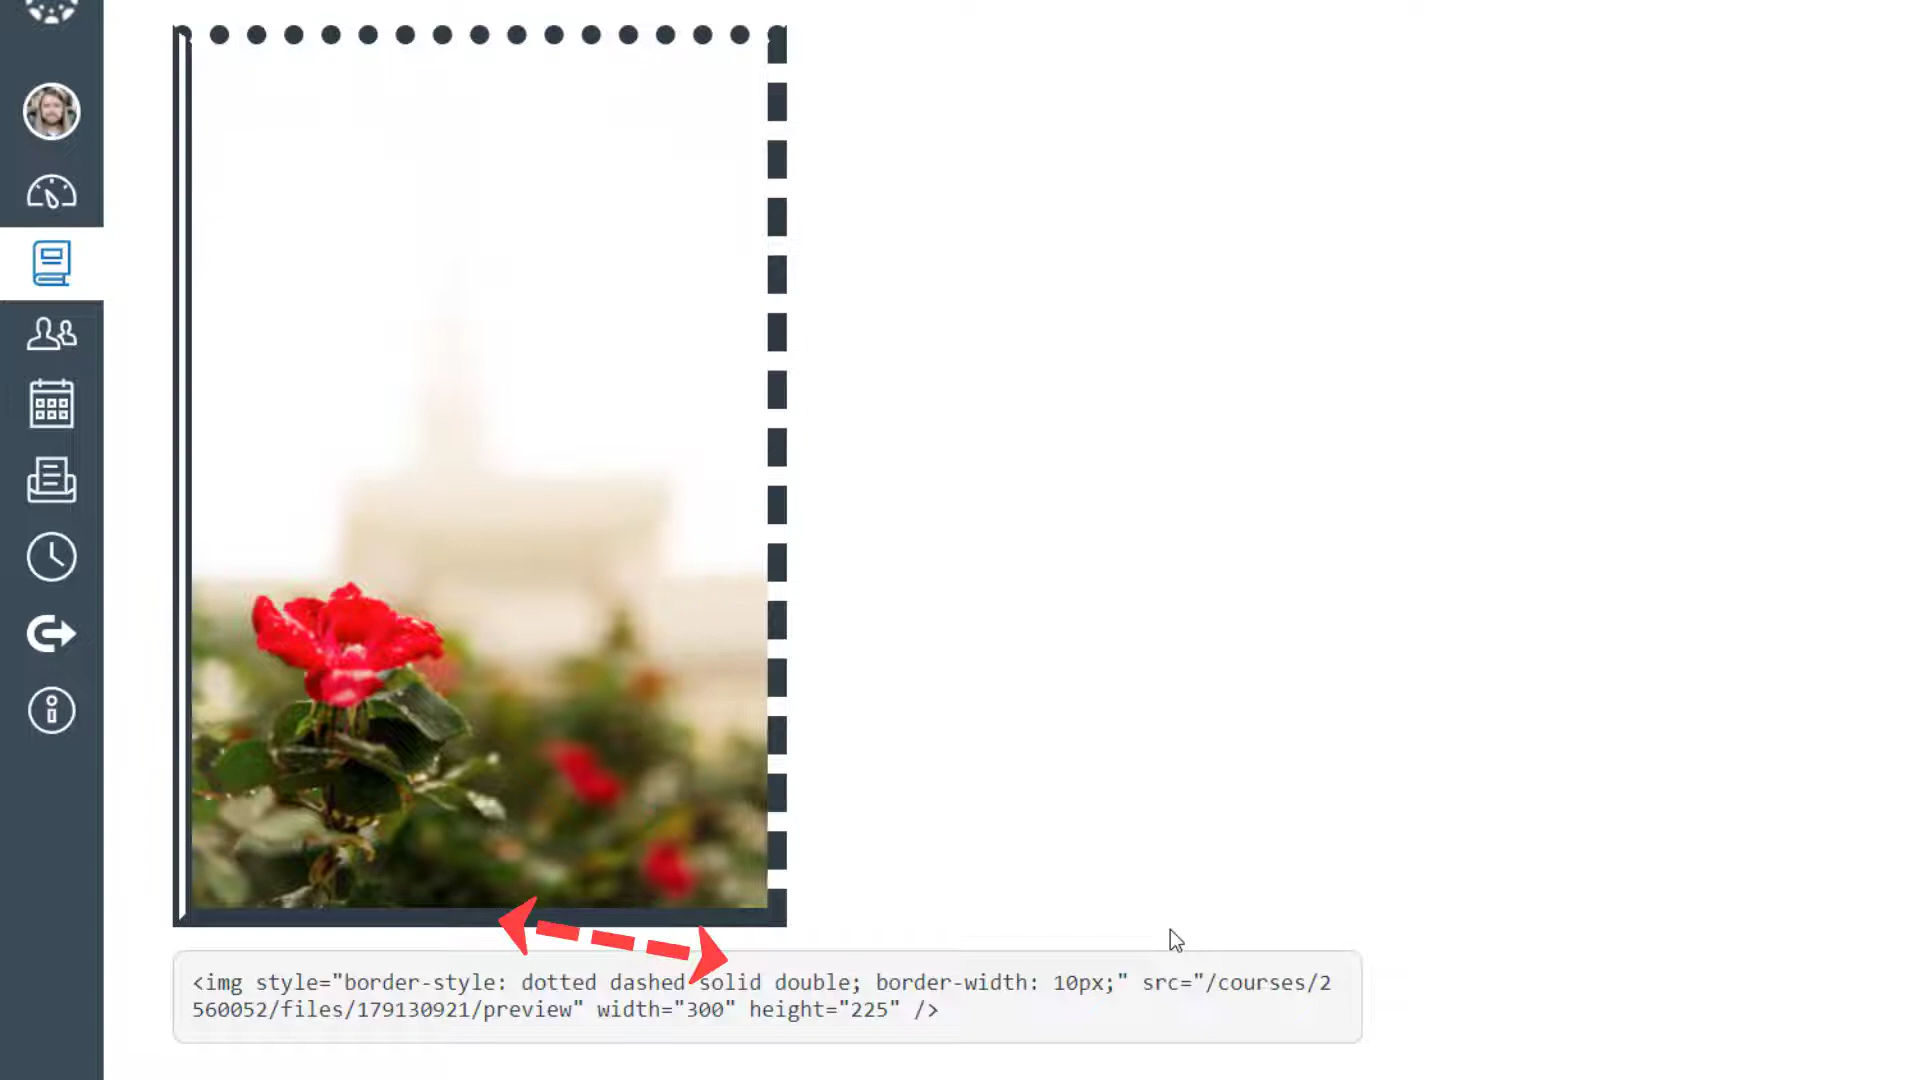 <img style="border-style: dotted dashed solid double; border-width: 10px;" src="/courses/2
560052/files/179130921/preview" width="300" height="225" />